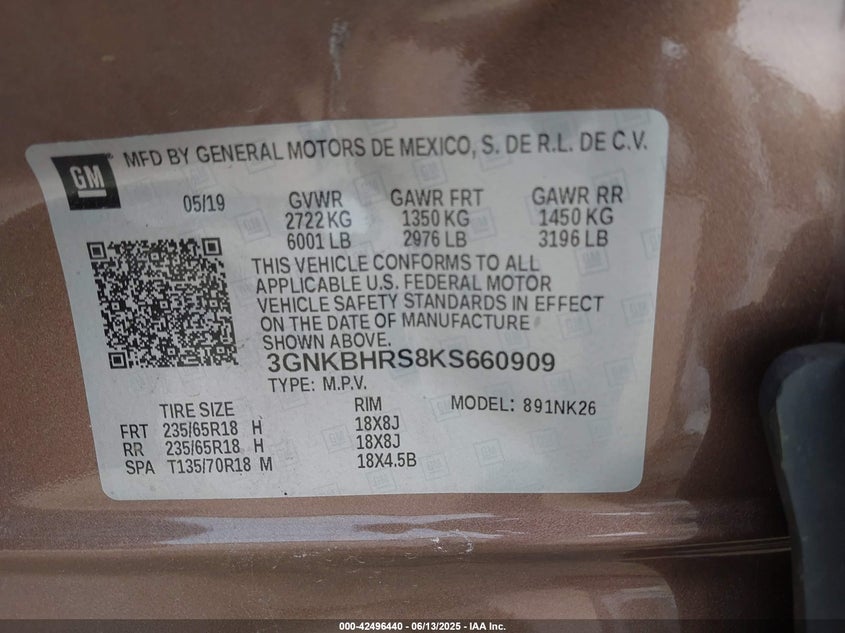 GM
MFD BY GENERAL MOTORS DE MEXICO, S. DE R.L. DE C.V.
05/19 GVWR GAWR FRT GAWR RR
2722 KG 1350 KG 1450 KG
6001 LB 2976 LB 3196 LB
THIS VEHICLE CONFORMS TO ALL
APPLICABLE U.S. FEDERAL MOTOR
VEHICLE SAFETY STANDARDS IN EFFECT
ON THE DATE OF MANUFACTURE
SHOWN ABOVE.
3GNKBHRS8KS660909
TYPE: M.P.V.
TIRE SIZE RIM MODEL: 891NK26
FRT 235/65R18 H 18X8J
RR 235/65R18 H 18X8J
SPA T135/70R18 M 18X4.5B
000-42496440 - 06/13/2025 - IAA Inc.